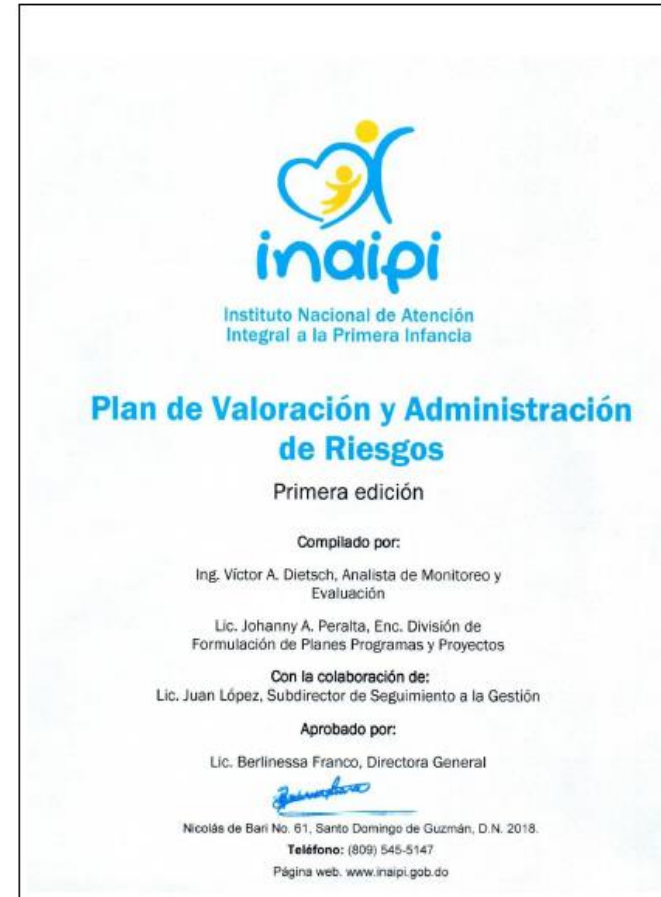 inaipi
Instituto Nacional de Atención
Integral a la Primera Infancia
Plan de Valoración y Administración
de Riesgos
Primera edición
Compilado por:
Ing. Víctor A. Dietsch, Analista de Monitoreo y
Evaluación
Lic. Johanny A. Peralta, Enc. División de
Formulación de Planes Programas y Proyectos
Con la colaboración de:
Lic. Juan López, Subdirector de Seguimiento a la Gestión
Aprobado por:
Lic. Berlinessa Franco, Directora General
Nicolás de Bari No. 61, Santo Domingo de Guzmán, D.N. 2018.
Teléfono: (809) 545-5147
Página web. www.inaipi.gob.do